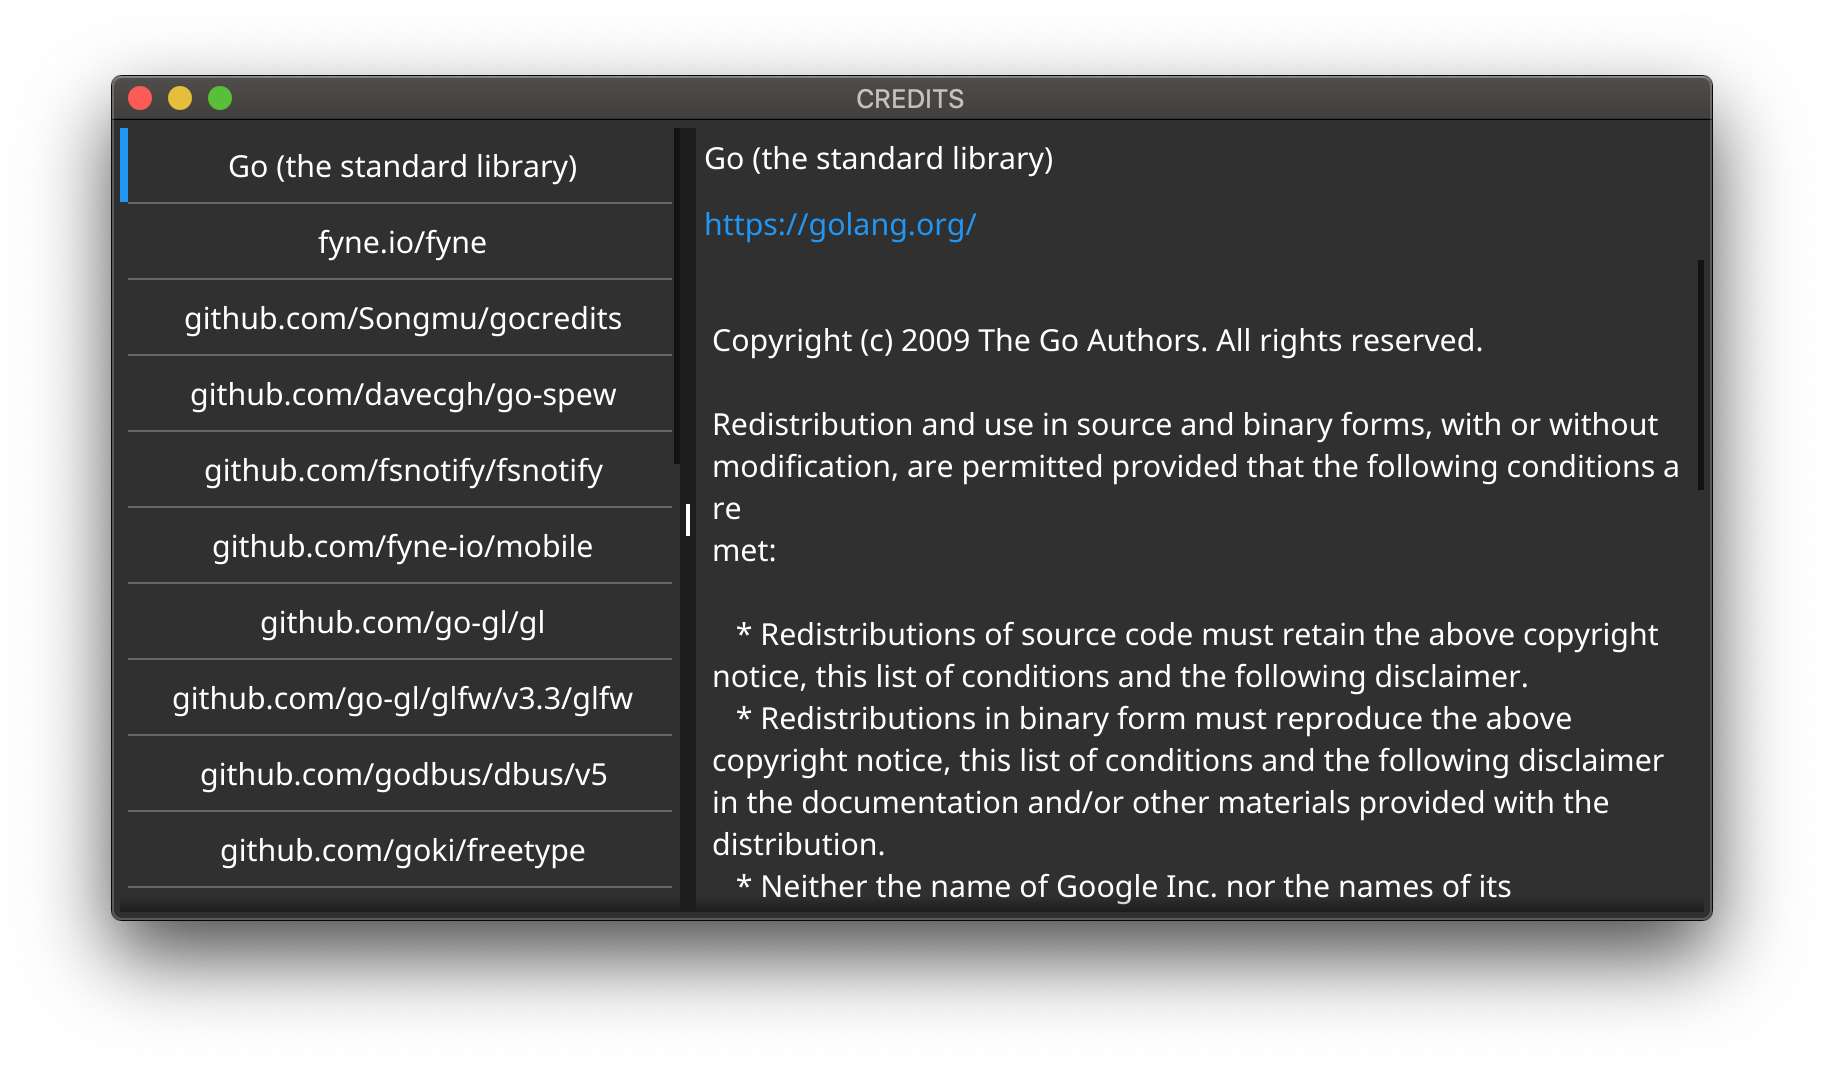 CREDITS
Go (the standard library)
fyne.io/fyne
github.com/Songmu/gocredits
github.com/davecgh/go-spew
github.com/fsnotify/fsnotify
github.com/fyne-io/mobile
github.com/go-gl/gl
github.com/go-gl/glfw/v3.3/glfw
github.com/godbus/dbus/v5
github.com/goki/freetype
Go (the standard library)
https://golang.org/
Copyright (c) 2009 The Go Authors. All rights reserved.
Redistribution and use in source and binary forms, with or without
modification, are permitted provided that the following conditions a
re
met:
* Redistributions of source code must retain the above copyright
notice, this list of conditions and the following disclaimer.
* Redistributions in binary form must reproduce the above
copyright notice, this list of conditions and the following disclaimer
in the documentation and/or other materials provided with the
distribution.
* Neither the name of Google Inc. nor the names of its